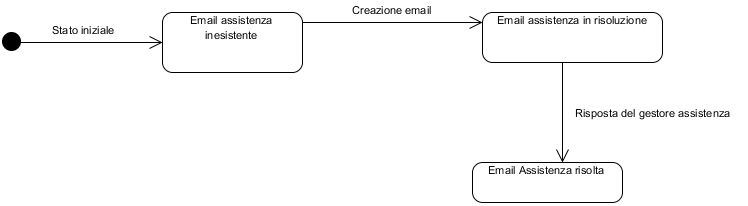 Stato iniziale
Email assistenza
inesistente
Creazione email
Email assistenza in risoluzione
Risposta del gestore assistenza
Email Assistenza risolta